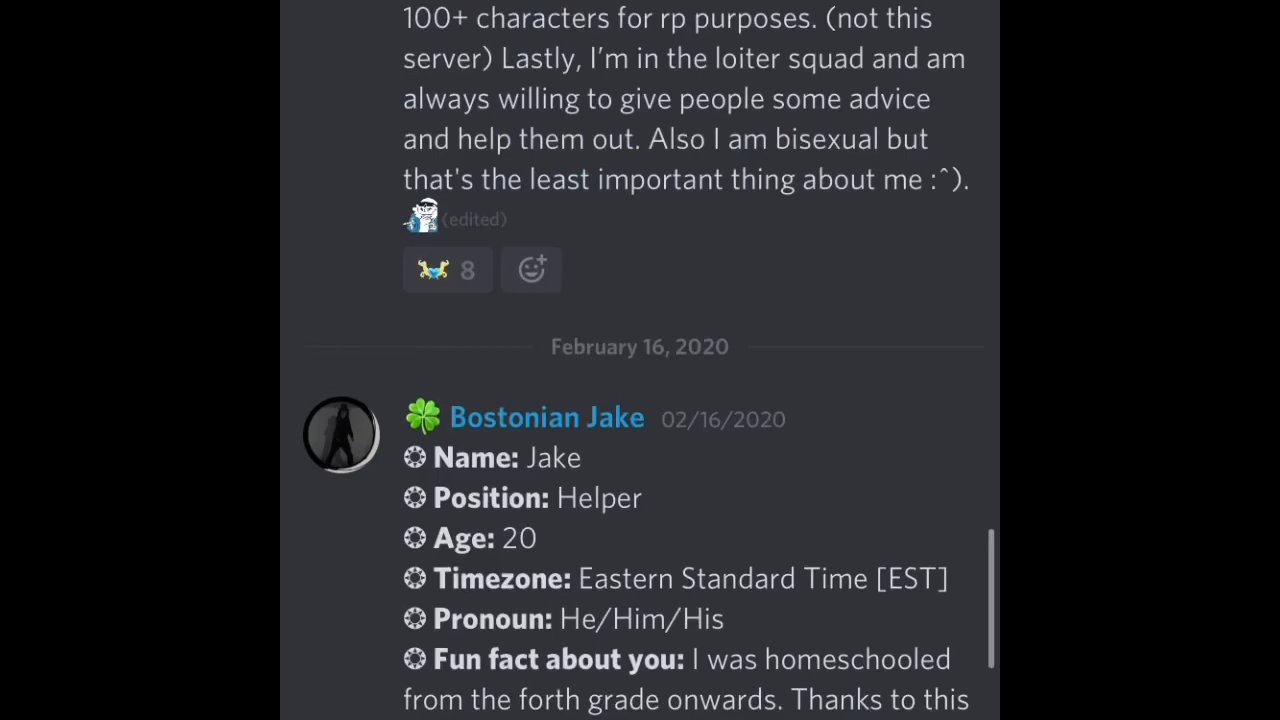 100+ characters for rp purposes. (not this
server) Lastly, I'm in the loiter squad and am
always willing to give people some advice
and help them out. Also I am bisexual but
that's the least important thing about me :^).
(edited)
8
February 16, 2020
🍀 Bostonian Jake 02/16/2020
❂ Name: Jake
❂ Position: Helper
❂ Age: 20
❂ Timezone: Eastern Standard Time [EST]
❂ Pronoun: He/Him/His
❂ Fun fact about you: I was homeschooled
from the forth grade onwards. Thanks to this